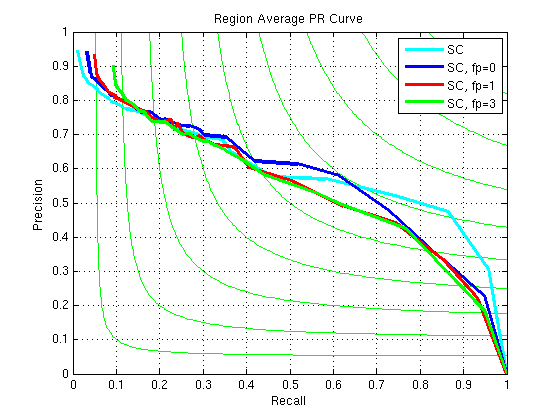 Region Average PR Curve
SC
SC, fp=0
SC, fp=1
SC, fp=3
Precision
1
0.9
0.8
0.7
0.6
0.5
0.4
0.3
0.2
0.1
0
0 0.1 0.2 0.3 0.4 0.5 0.6 0.7 0.8 0.9 1
Recall